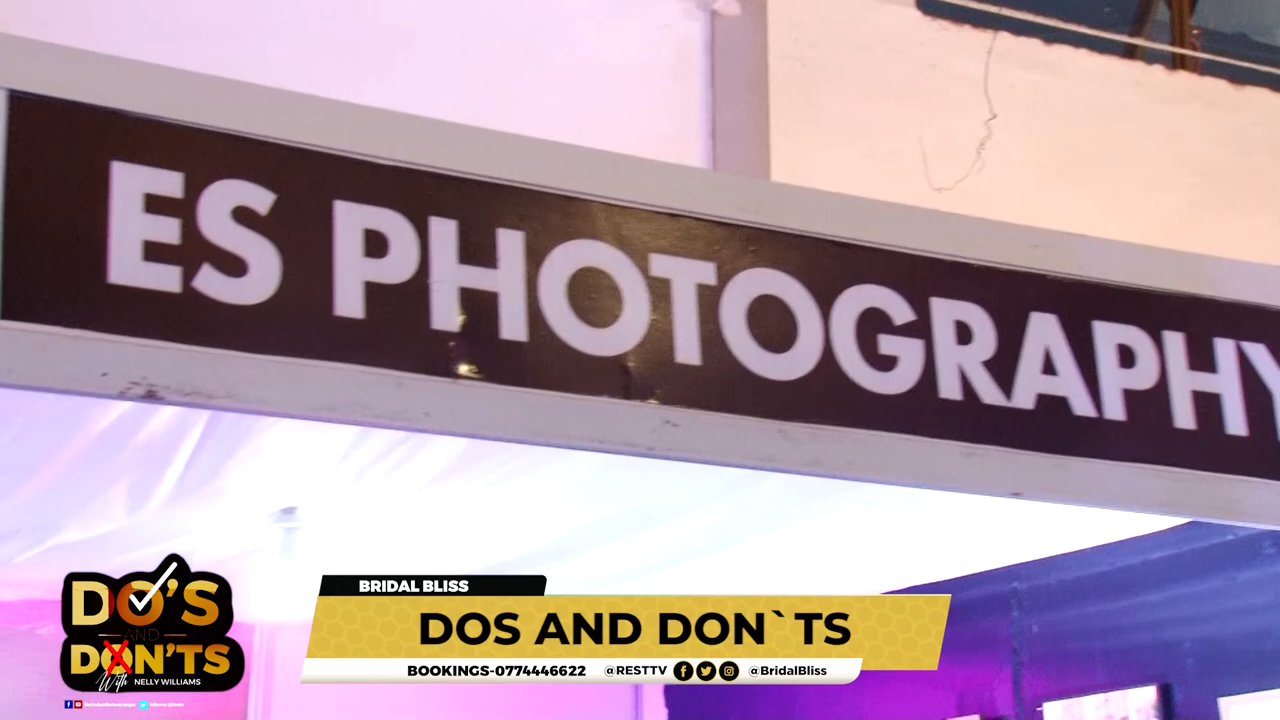 ES PHOTOGRAPHY
BRIDAL BLISS
DOS AND DON`TS
BOOKINGS-0774446622 @RESTTV @BridalBliss
DO'S
AND
DON'TS
With NELLY WILLIAMS